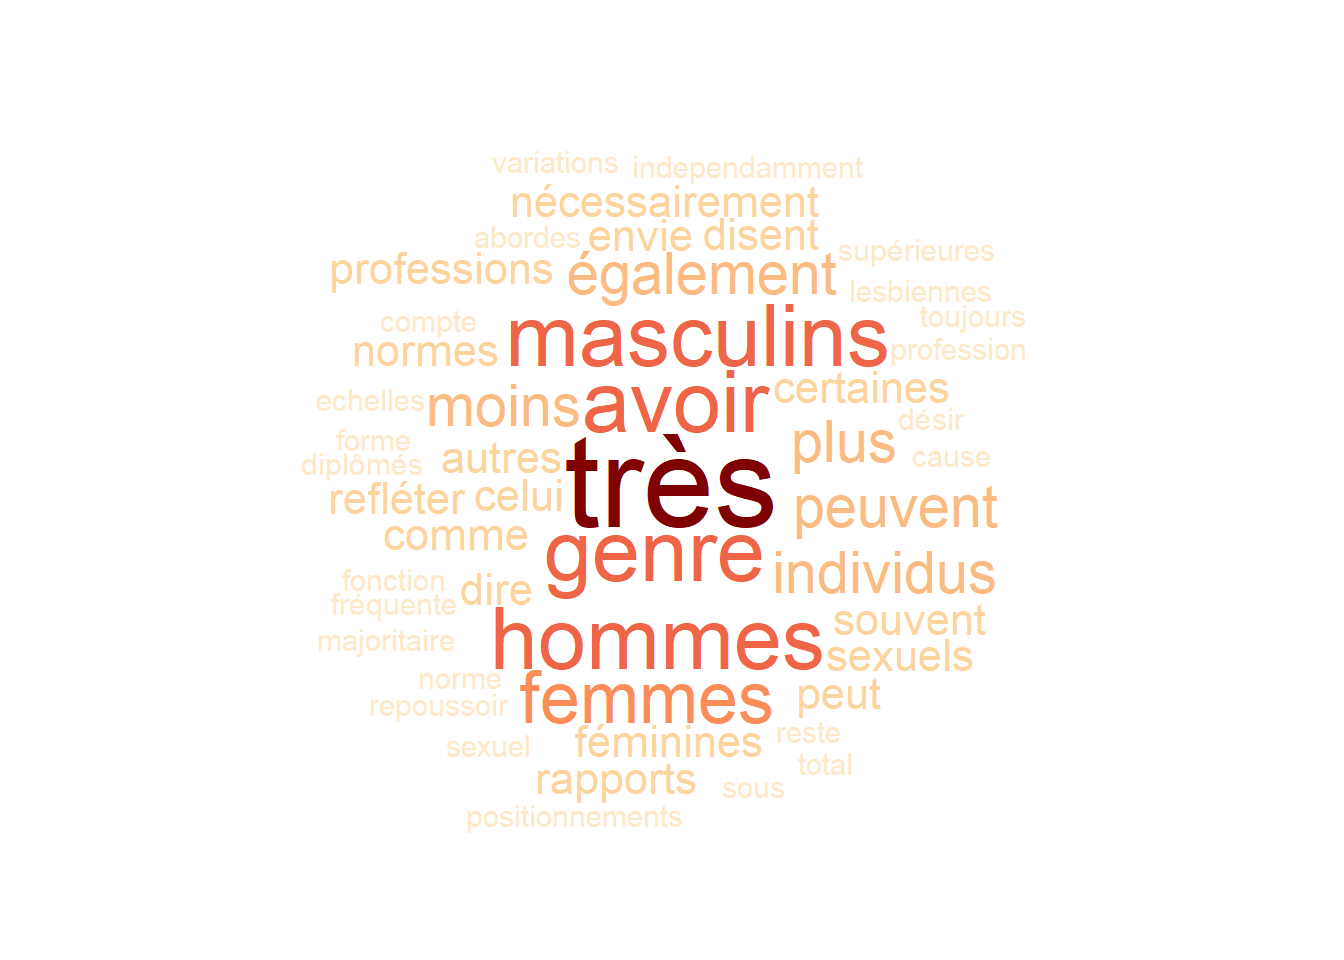 variations independamment
nécessairement
abordes envie disent
professions également supérieures
lesbiennes
compte masculins toujours
normes profession
echelles moins avoir certaines
forme autres plus désir
diplômés très cause
refléter celui peuvent
comme genre
fonction dire individus
fréquente
majoritaire hommes souvent
sexuels
norme femmes peut
repoussoir
sexuel féminines reste
rapports total
sous
positionnements